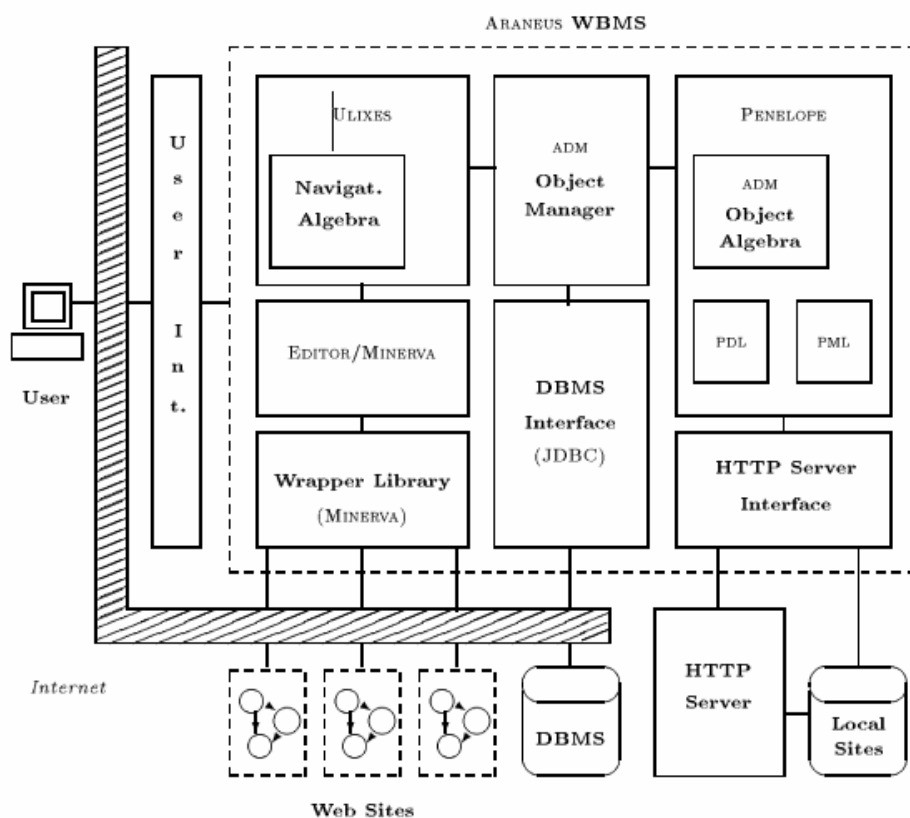 ARANEUS WBMS
ULIXES
Navigat.
Algebra
ADM
Object
Manager
PENELOPE
ADM
Object
Algebra
PDL
PML
U
s
e
r
I
n
t.
User
EDITOR/MINERVA
DBMS
Interface
(JDBC)
Wrapper Library
(MINERVA)
HTTP Server
Interface
Internet
Web Sites
DBMS
HTTP
Server
Local
Sites